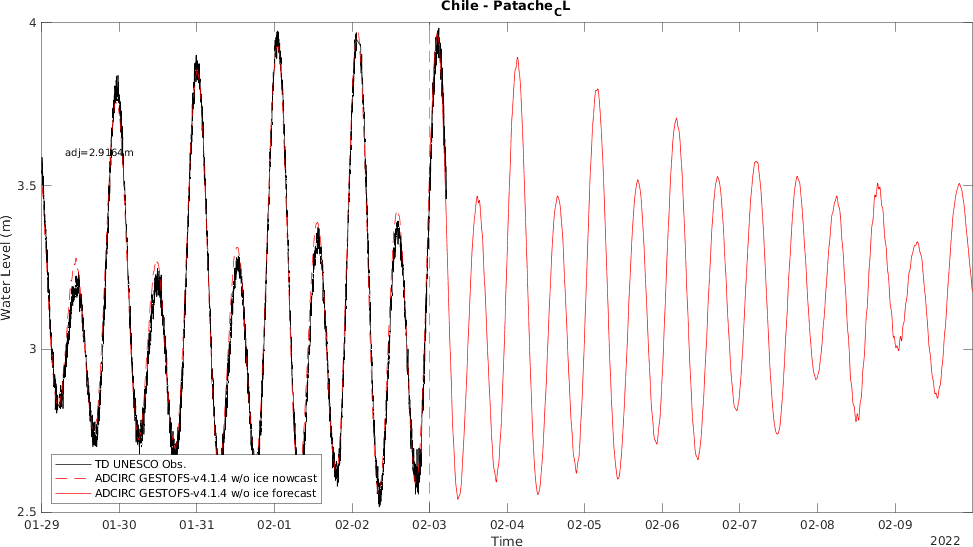 Chile - Patache_CL
4
3.5
3
2.5
Water Level (m)
adj=2.9164m
TD UNESCO Obs.
ADCIRC GESTOFS-v4.1.4 w/o ice nowcast
ADCIRC GESTOFS-v4.1.4 w/o ice forecast
01-29 01-30 01-31 02-01 02-02 02-03 02-04 02-05 02-06 02-07 02-08 02-09
Time
2022